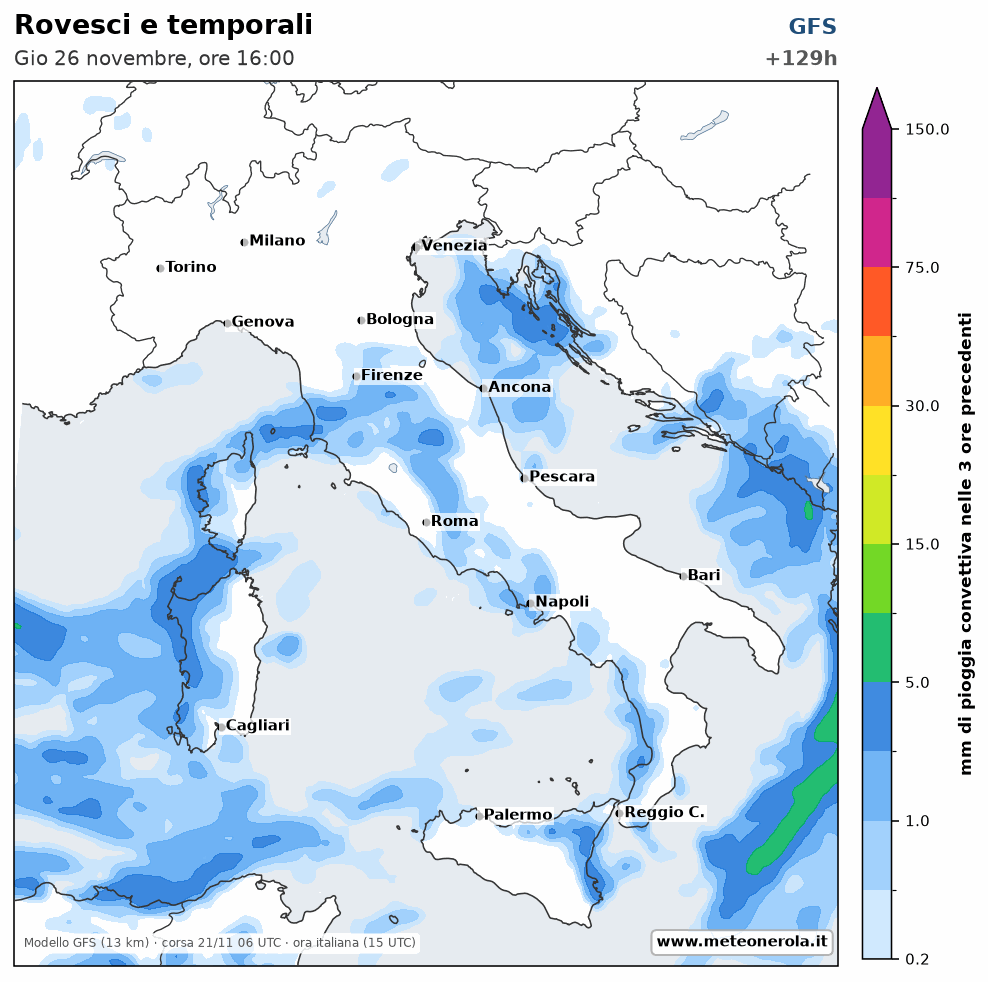 Rovesci e temporali
GFS
Gio 26 novembre, ore 16:00
+129h
150.0
Venezia
Milano
Torino
75.0
Bologna
Genova
Firenze
Ancona
30.0
Pescara
Roma
15.0
Bari
Napoli
5.0
Cagliari
Palermo
Reggio C.
1.0
0.2
mm di pioggia convettiva nelle 3 ore precedenti
Modello GFS (13 km) · corsa 21/11 06 UTC · ora italiana (15 UTC)
www.meteonerola.it